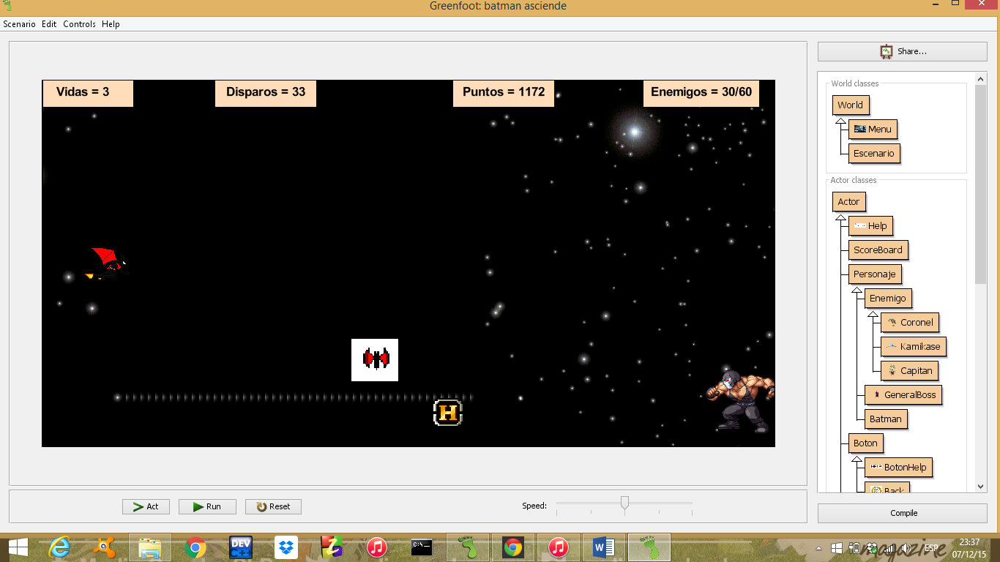 Greenfoot: batman asciende
Scenario Edit Controls Help
Share...
Vidas = 3
Disparos = 33
Puntos = 1172
Enemigos = 30/60
H
World classes
World
Menu
Escenario
Actor classes
Actor
Help
ScoreBoard
Personaje
Enemigo
Coronel
Kamikase
Capitan
GeneralBoss
Batman
Boton
BotonHelp
Back
Act
Run
Reset
Speed:
Compile
DEV
C++
C:\
W
magazine
ESP
23:37
07/12/15